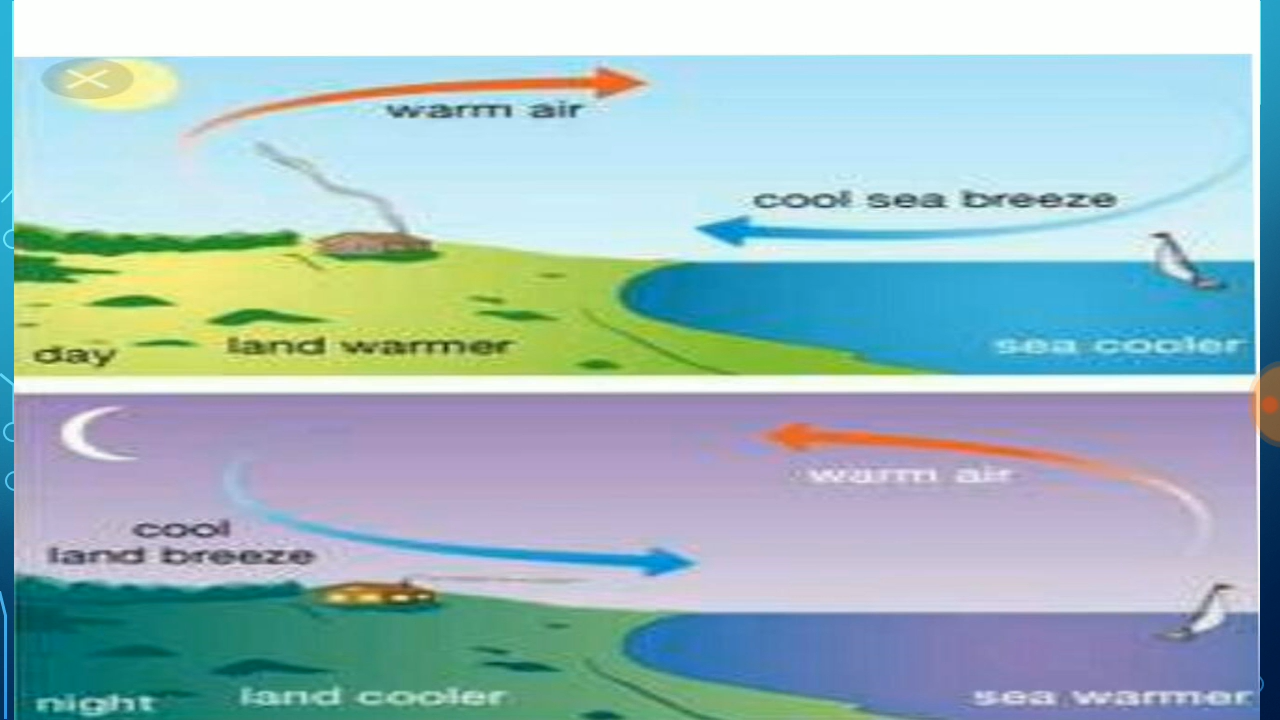 warm air
cool sea breeze
day
land warmer
sea cooler
warm air
cool
land breeze
night
land cooler
sea warmer